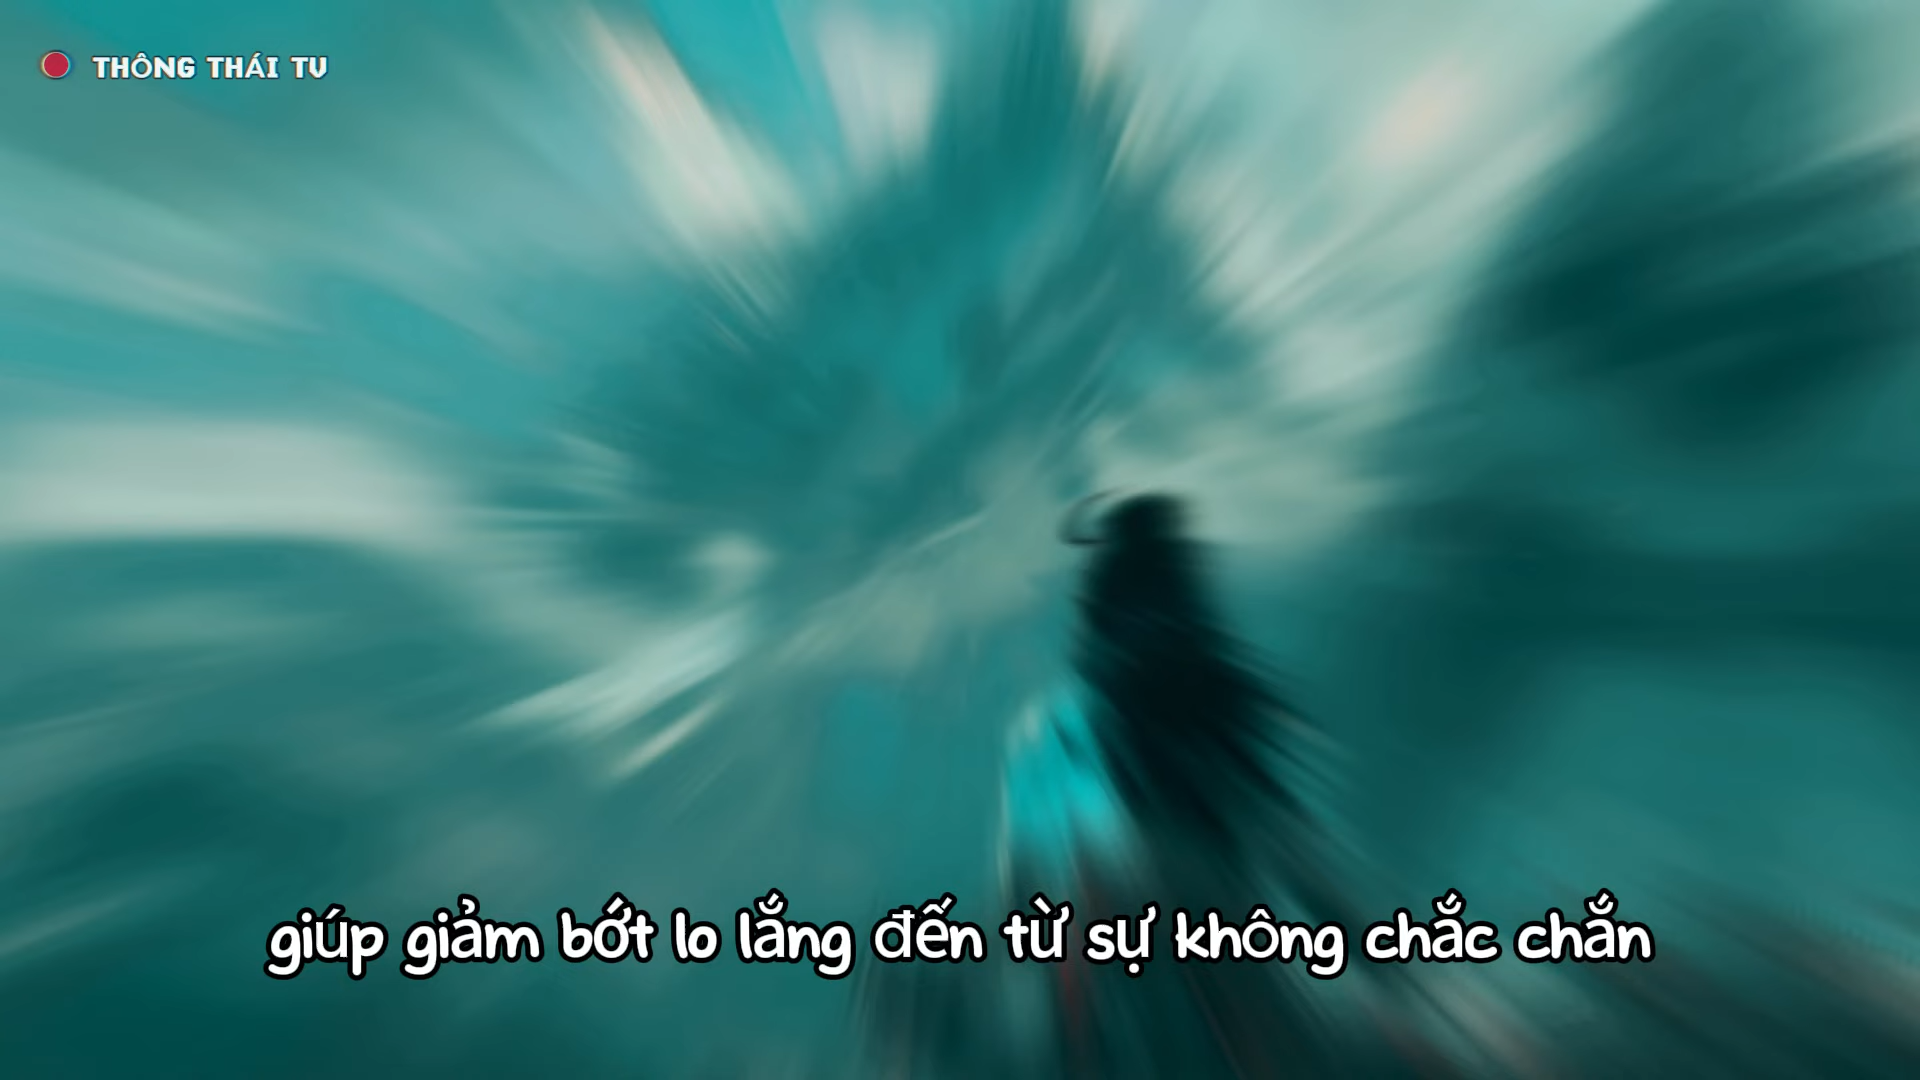 THÔNG THÁI TV
giúp giảm bớt lo lắng đến từ sự không chắc chắn